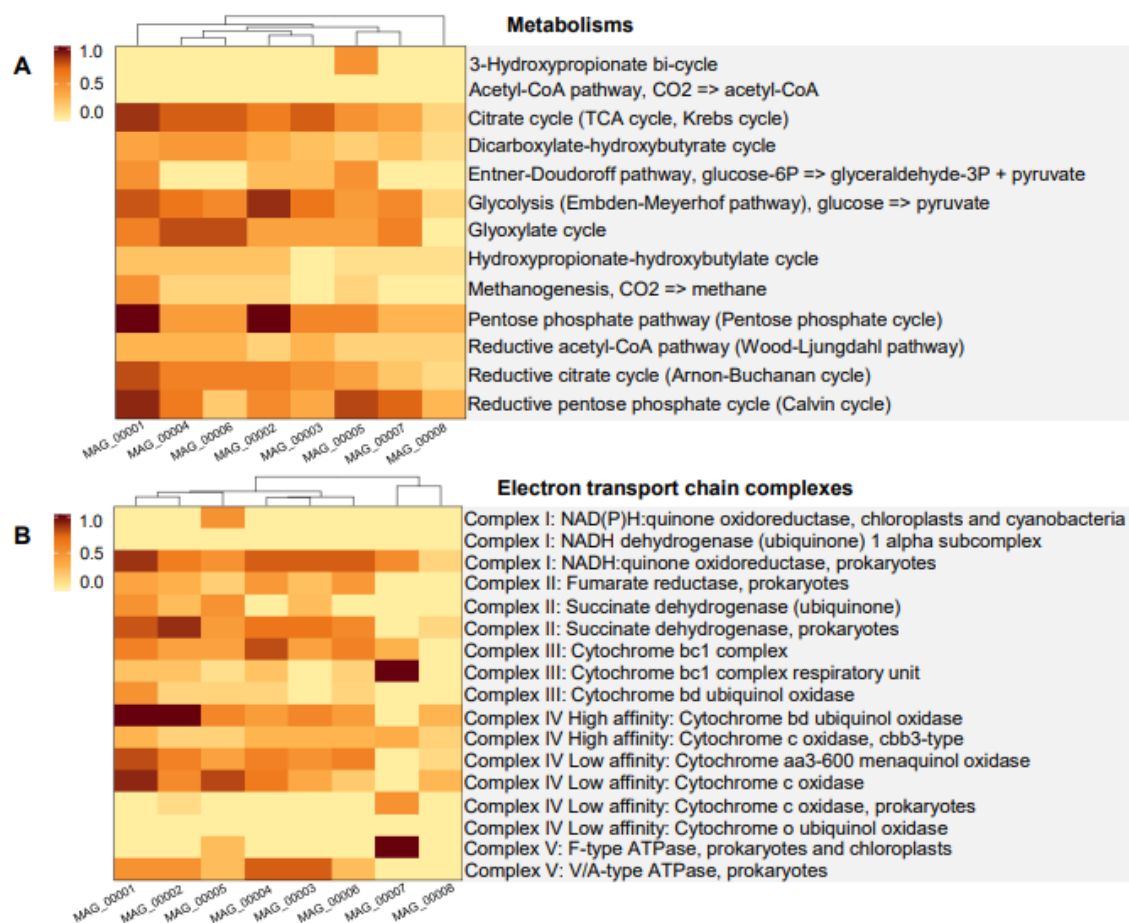 Metabolisms
A
1.0
0.5
0.0
3-Hydroxypropionate bi-cycle
Acetyl-CoA pathway, CO2 => acetyl-CoA
Citrate cycle (TCA cycle, Krebs cycle)
Dicarboxylate-hydroxybutyrate cycle
Entner-Doudoroff pathway, glucose-6P => glyceraldehyde-3P + pyruvate
Glycolysis (Embden-Meyerhof pathway), glucose => pyruvate
Glyoxylate cycle
Hydroxypropionate-hydroxybutylate cycle
Methanogenesis, CO2 => methane
Pentose phosphate pathway (Pentose phosphate cycle)
Reductive acetyl-CoA pathway (Wood-Ljungdahl pathway)
Reductive citrate cycle (Arnon-Buchanan cycle)
Reductive pentose phosphate cycle (Calvin cycle)
MAG_00001 MAG_00004 MAG_00006 MAG_00002 MAG_00003 MAG_00005 MAG_00007 MAG_00008
Electron transport chain complexes
B
1.0
0.5
0.0
Complex I: NAD(P)H:quinone oxidoreductase, chloroplasts and cyanobacteria
Complex I: NADH dehydrogenase (ubiquinone) 1 alpha subcomplex
Complex I: NADH:quinone oxidoreductase, prokaryotes
Complex II: Fumarate reductase, prokaryotes
Complex II: Succinate dehydrogenase (ubiquinone)
Complex II: Succinate dehydrogenase, prokaryotes
Complex III: Cytochrome bc1 complex
Complex III: Cytochrome bc1 complex respiratory unit
Complex III: Cytochrome bd ubiquinol oxidase
Complex IV High affinity: Cytochrome bd ubiquinol oxidase
Complex IV High affinity: Cytochrome c oxidase, cbb3-type
Complex IV Low affinity: Cytochrome aa3-600 menaquinol oxidase
Complex IV Low affinity: Cytochrome c oxidase
Complex IV Low affinity: Cytochrome c oxidase, prokaryotes
Complex IV Low affinity: Cytochrome o ubiquinol oxidase
Complex V: F-type ATPase, prokaryotes and chloroplasts
Complex V: V/A-type ATPase, prokaryotes
MAG_00001 MAG_00002 MAG_00005 MAG_00004 MAG_00003 MAG_00006 MAG_00007 MAG_00008